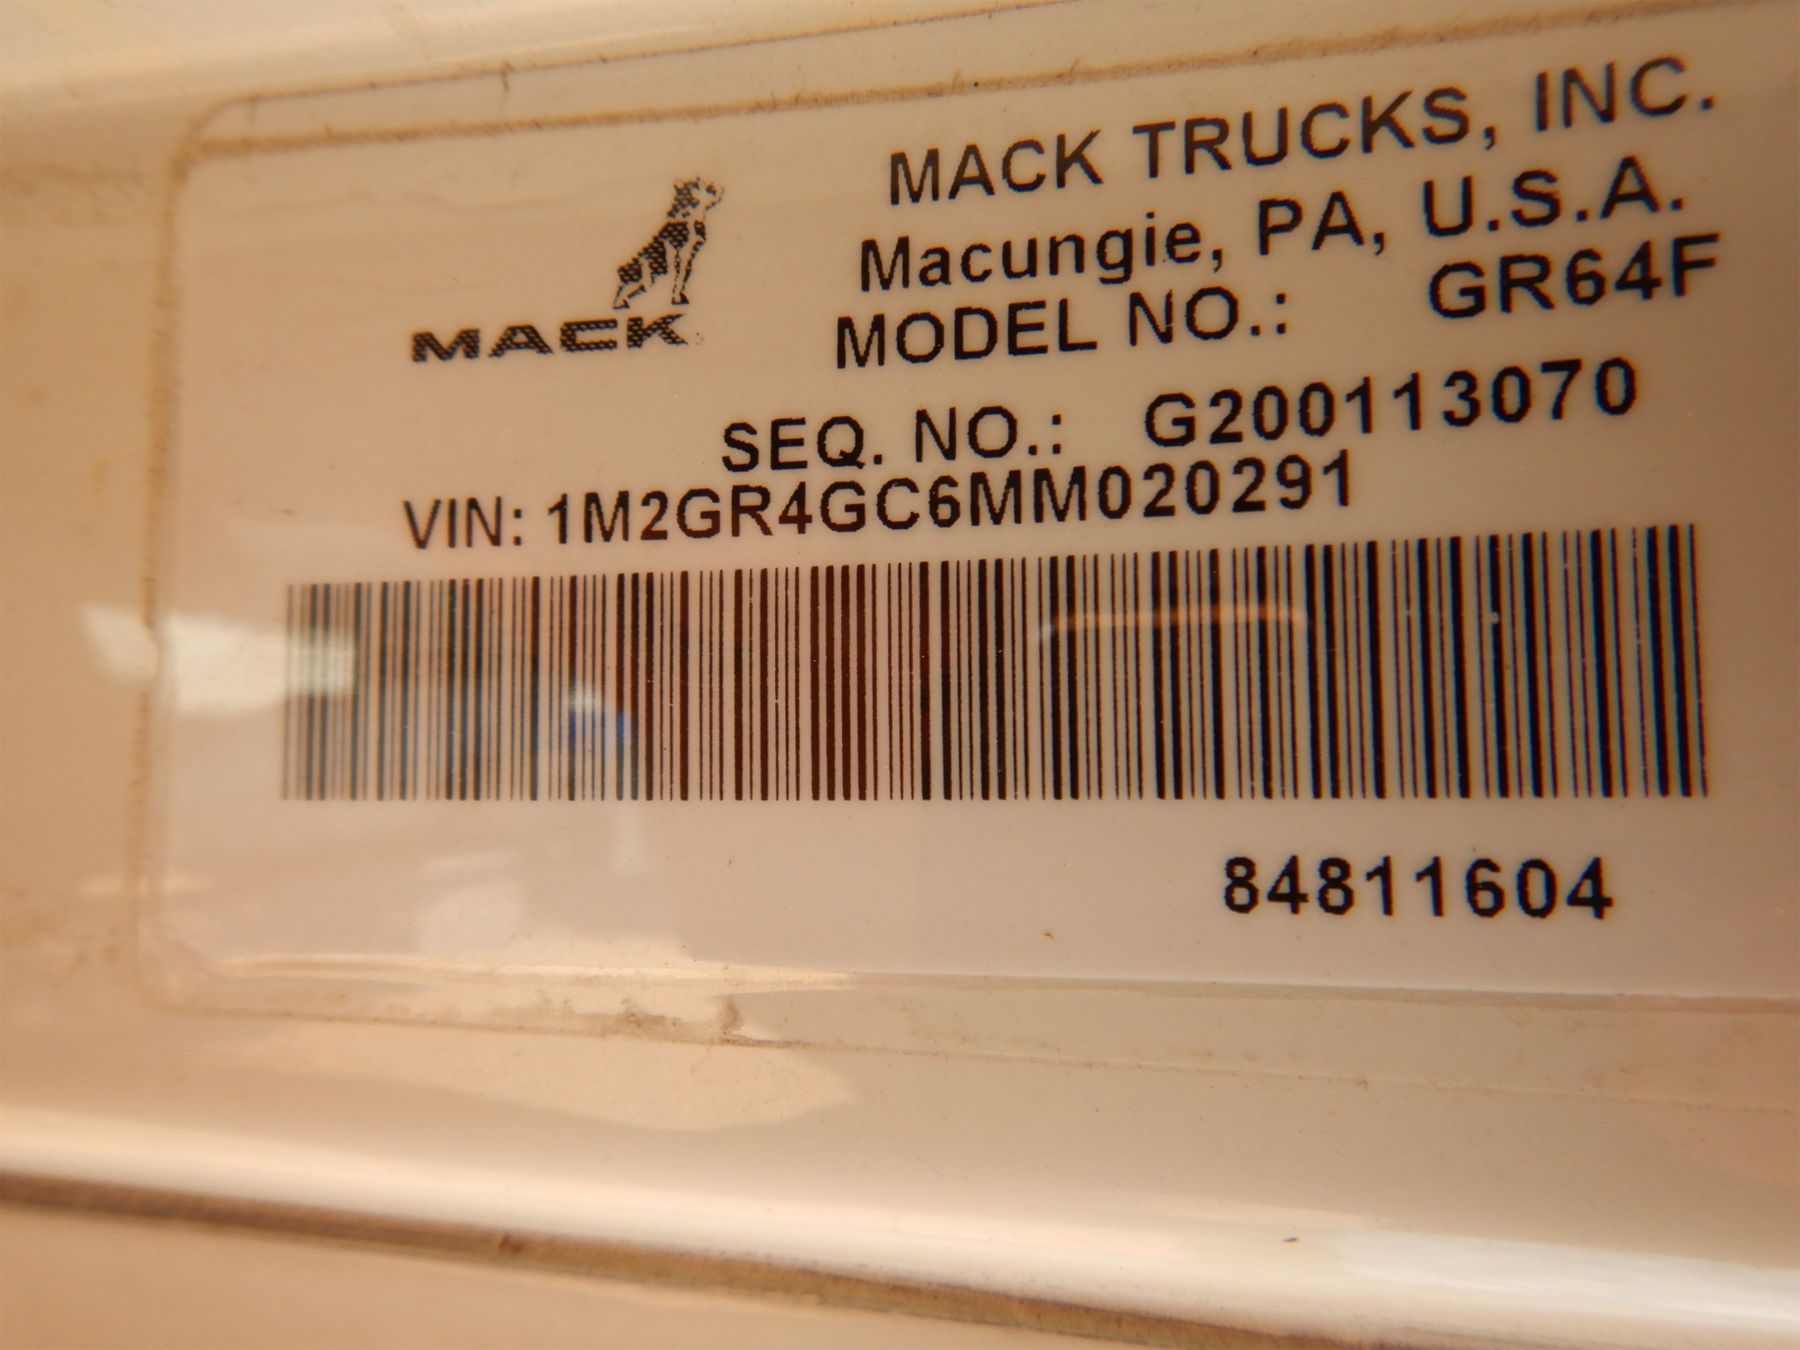 MACK TRUCKS, INC.
Macungie, PA, U.S.A.
MACK
MODEL NO.: GR64F
SEQ. NO.: G200113070
VIN: 1M2GR4GC6MM020291
84811604